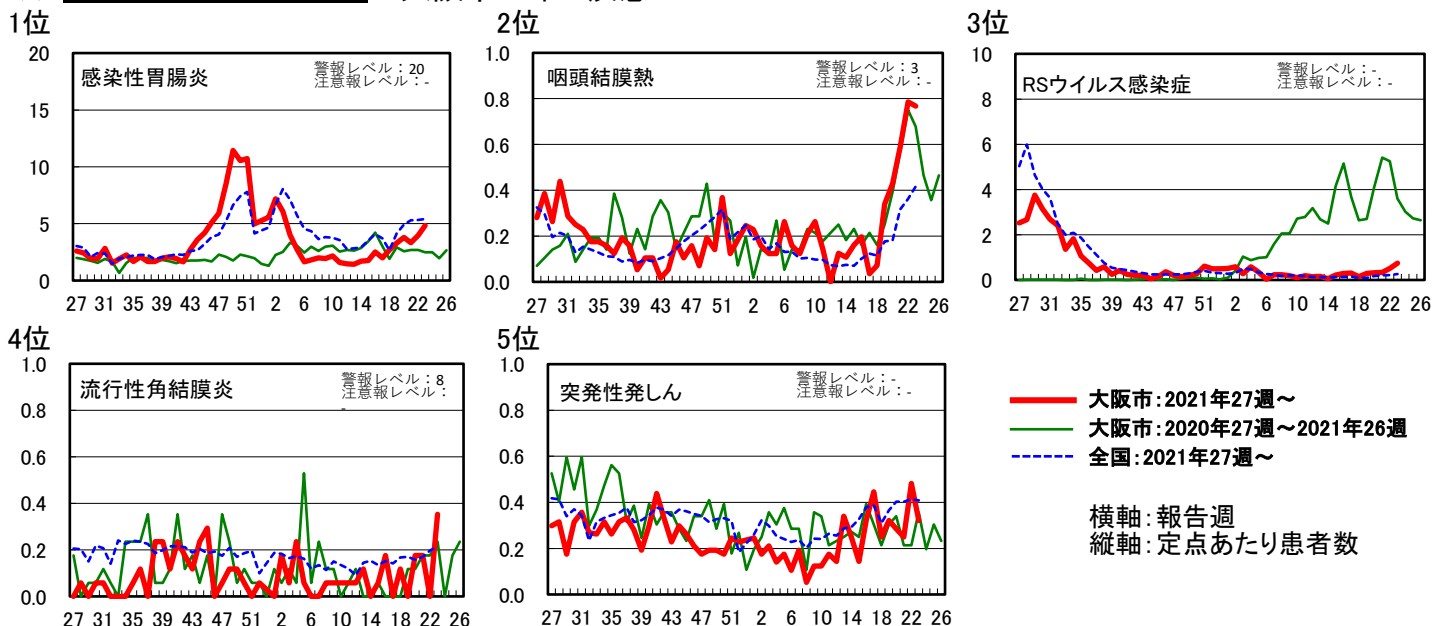 1位
2位
3位
感染性胃腸炎
警報レベル：20
注意報レベル：-
20
15
10
5
0
27 31 35 39 43 47 51 2 6 10 14 18 22 26
咽頭結膜熱
警報レベル：3
注意報レベル：-
1.0
0.8
0.6
0.4
0.2
0.0
27 31 35 39 43 47 51 2 6 10 14 18 22 26
RSウイルス感染症
警報レベル：-
注意報レベル：-
10
8
6
4
2
0
27 31 35 39 43 47 51 2 6 10 14 18 22 26
4位
5位
流行性角結膜炎
警報レベル：8
注意報レベル：
-
1.0
0.8
0.6
0.4
0.2
0.0
27 31 35 39 43 47 51 2 6 10 14 18 22 26
突発性発しん
警報レベル：-
注意報レベル：-
1.0
0.8
0.6
0.4
0.2
0.0
27 31 35 39 43 47 51 2 6 10 14 18 22 26
大阪市：2021年27週～
大阪市：2020年27週～2021年26週
全国：2021年27週～
横軸：報告週
縦軸：定点あたり患者数